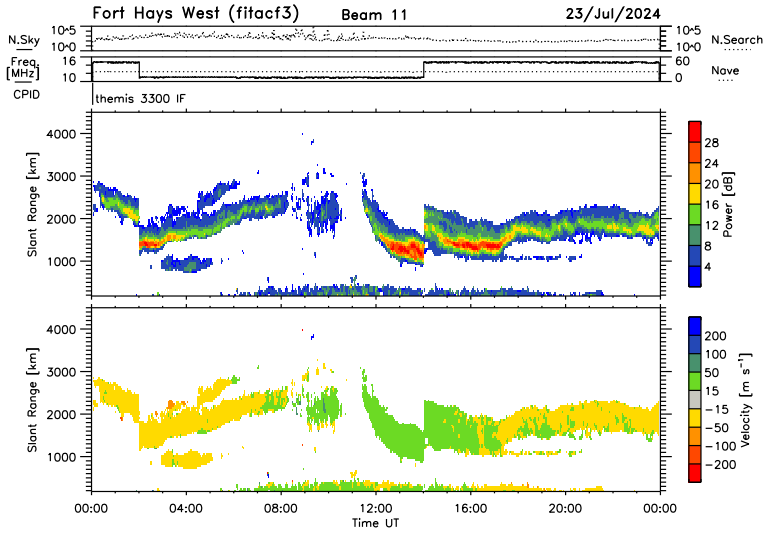 Fort Hays West (fitacf3) Beam 11 23/Jul/2024
N.Sky 10^5 10^0 10^5 10^0 N.Search
Freq. [MHz] 16 10 60 0 Nave
CPID themis 3300 IF
Slant Range [km] 4000 3000 2000 1000
28 24 20 16 12 8 4 Power [dB]
Slant Range [km] 4000 3000 2000 1000
200 100 50 15 -15 -50 -100 -200 Velocity [m s⁻¹]
00:00 04:00 08:00 12:00 16:00 20:00 00:00
Time UT